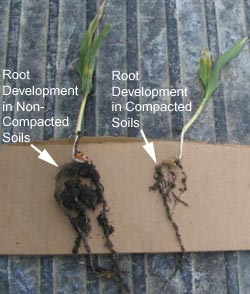 Root
Development
in Non-
Compacted
Soils
Root
Development
in Compacted
Soils